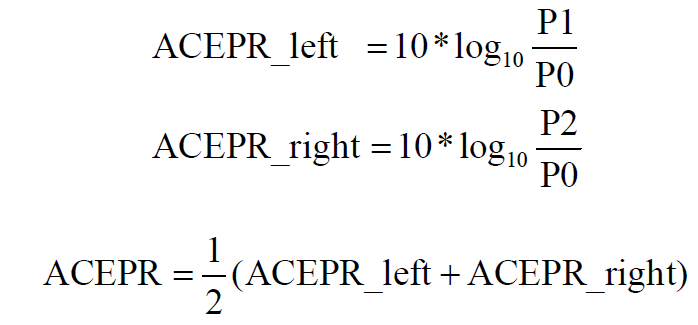 ACEPR_left = 10 * log₁₀ P1/P0
ACEPR_right = 10 * log₁₀ P2/P0
ACEPR = 1/2 (ACEPR_left + ACEPR_right)